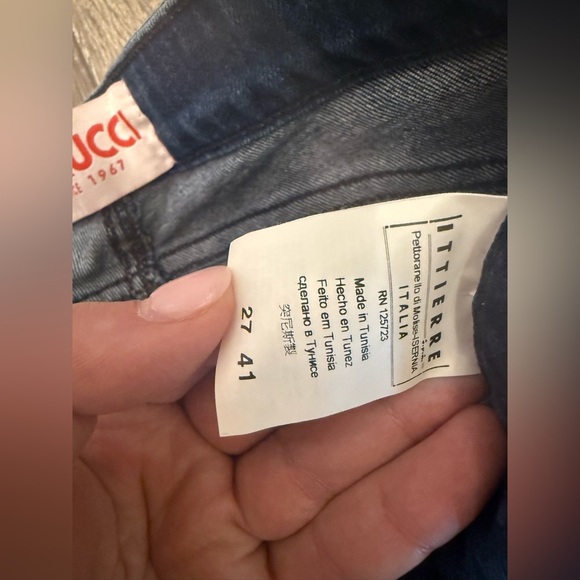 UCCI
CE 1967
ITTIERRE
Pettoranello di Molise-ISERNIA
ITALIA
RN 125723
Made in Tunisia
Hecho en Tunez
Feito em Tunisia
сделано в Тунисе
突尼斯製
27 41